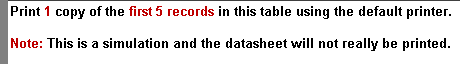 Print 1 copy of the first 5 records in this table using the default printer.
Note: This is a simulation and the datasheet will not really be printed.